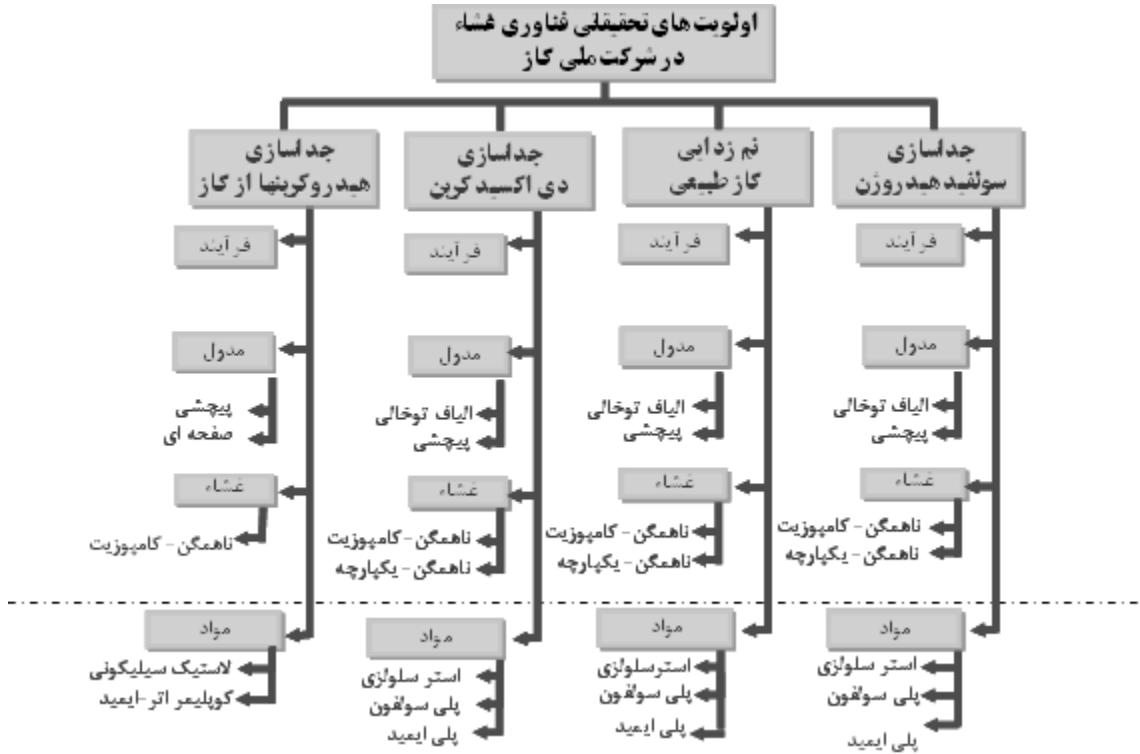 اولویت های تحقیقاتی فناوری غشاء
در شرکت ملی گاز
جداسازی
سولفید هیدروژن
فرآیند
مدول
الیاف توخالی
پیچشی
غشاء
ناهمگن - کامپوزیت
ناهمگن - یکپارچه
مواد
استر سلولزی
پلی سولفون
پلی ایمید
نم زدایی
گاز طبیعی
فرآیند
مدول
الیاف توخالی
پیچشی
غشاء
ناهمگن - کامپوزیت
ناهمگن - یکپارچه
مواد
استر سلولزی
پلی سولفون
پلی ایمید
جداسازی
دی اکسید کربن
فرآیند
مدول
الیاف توخالی
پیچشی
غشاء
ناهمگن - کامپوزیت
ناهمگن - یکپارچه
مواد
استر سلولزی
پلی سولفون
پلی ایمید
جداسازی
هیدروکربنها از گاز
فرآیند
مدول
پیچشی
صفحه ای
غشاء
ناهمگن - کامپوزیت
مواد
لاستیک سیلیکونی
کوپلیمر اتر-ایمید